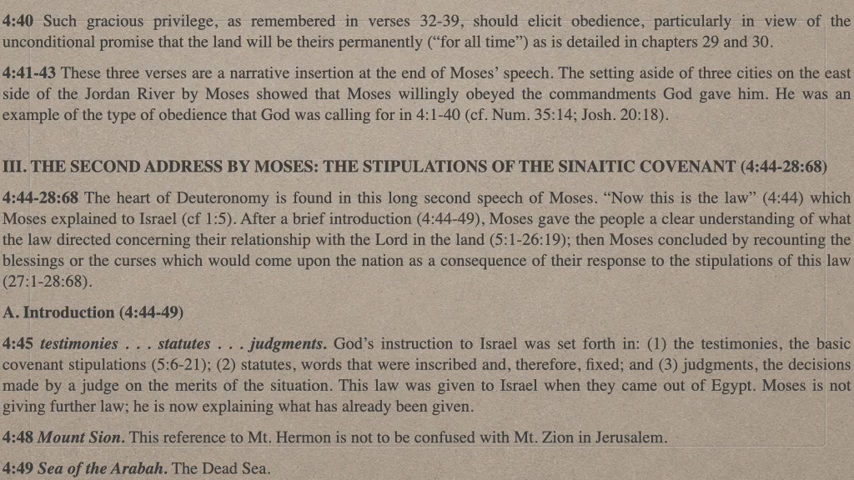 4:40 Such gracious privilege, as remembered in verses 32-39, should elicit obedience, particularly in view of the
unconditional promise that the land will be theirs permanently (“for all time”) as is detailed in chapters 29 and 30.
4:41-43 These three verses are a narrative insertion at the end of Moses’ speech. The setting aside of three cities on the east
side of the Jordan River by Moses showed that Moses willingly obeyed the commandments God gave him. He was an
example of the type of obedience that God was calling for in 4:1-40 (cf. Num. 35:14; Josh. 20:18).
III. THE SECOND ADDRESS BY MOSES: THE STIPULATIONS OF THE SINAITIC COVENANT (4:44-28:68)
4:44-28:68 The heart of Deuteronomy is found in this long second speech of Moses. “Now this is the law” (4:44) which
Moses explained to Israel (cf 1:5). After a brief introduction (4:44-49), Moses gave the people a clear understanding of what
the law directed concerning their relationship with the Lord in the land (5:1-26:19); then Moses concluded by recounting the
blessings or the curses which would come upon the nation as a consequence of their response to the stipulations of this law
(27:1-28:68).
A. Introduction (4:44-49)
4:45 testimonies . . . statutes . . . judgments. God’s instruction to Israel was set forth in: (1) the testimonies, the basic
covenant stipulations (5:6-21); (2) statutes, words that were inscribed and, therefore, fixed; and (3) judgments, the decisions
made by a judge on the merits of the situation. This law was given to Israel when they came out of Egypt. Moses is not
giving further law; he is now explaining what has already been given.
4:48 Mount Sion. This reference to Mt. Hermon is not to be confused with Mt. Zion in Jerusalem.
4:49 Sea of the Arabah. The Dead Sea.